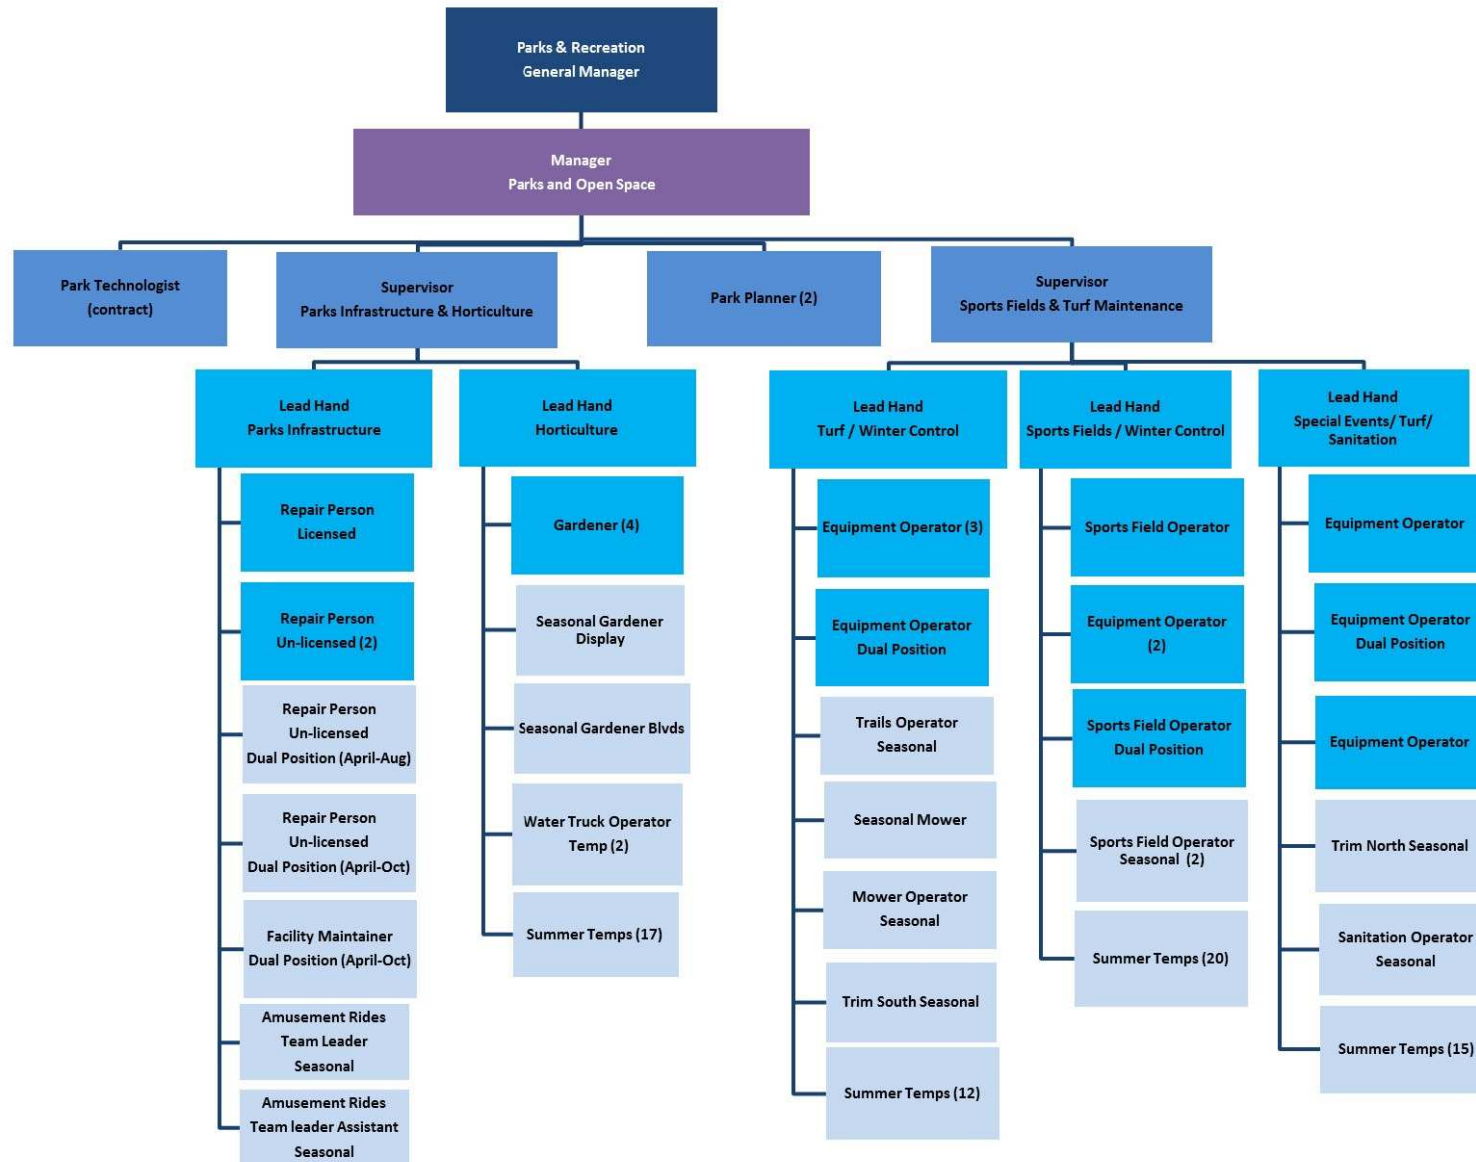 Parks & Recreation
General Manager
Manager
Parks and Open Space
Park Technologist
(contract)
Supervisor
Parks Infrastructure & Horticulture
Park Planner (2)
Supervisor
Sports Fields & Turf Maintenance
Lead Hand
Parks Infrastructure
Repair Person
Licensed
Repair Person
Un-licensed (2)
Repair Person
Un-licensed
Dual Position (April-Aug)
Repair Person
Un-licensed
Dual Position (April-Oct)
Facility Maintainer
Dual Position (April-Oct)
Amusement Rides
Team Leader
Seasonal
Amusement Rides
Team leader Assistant
Seasonal
Lead Hand
Horticulture
Gardener (4)
Seasonal Gardener
Display
Seasonal Gardener Blvds
Water Truck Operator
Temp (2)
Summer Temps (17)
Lead Hand
Turf / Winter Control
Equipment Operator (3)
Equipment Operator
Dual Position
Trails Operator
Seasonal
Seasonal Mower
Mower Operator
Seasonal
Trim South Seasonal
Summer Temps (12)
Lead Hand
Sports Fields / Winter Control
Sports Field Operator
Equipment Operator
(2)
Sports Field Operator
Dual Position
Sports Field Operator
Seasonal (2)
Summer Temps (20)
Lead Hand
Special Events/ Turf/
Sanitation
Equipment Operator
Equipment Operator
Dual Position
Equipment Operator
Trim North Seasonal
Sanitation Operator
Seasonal
Summer Temps (15)